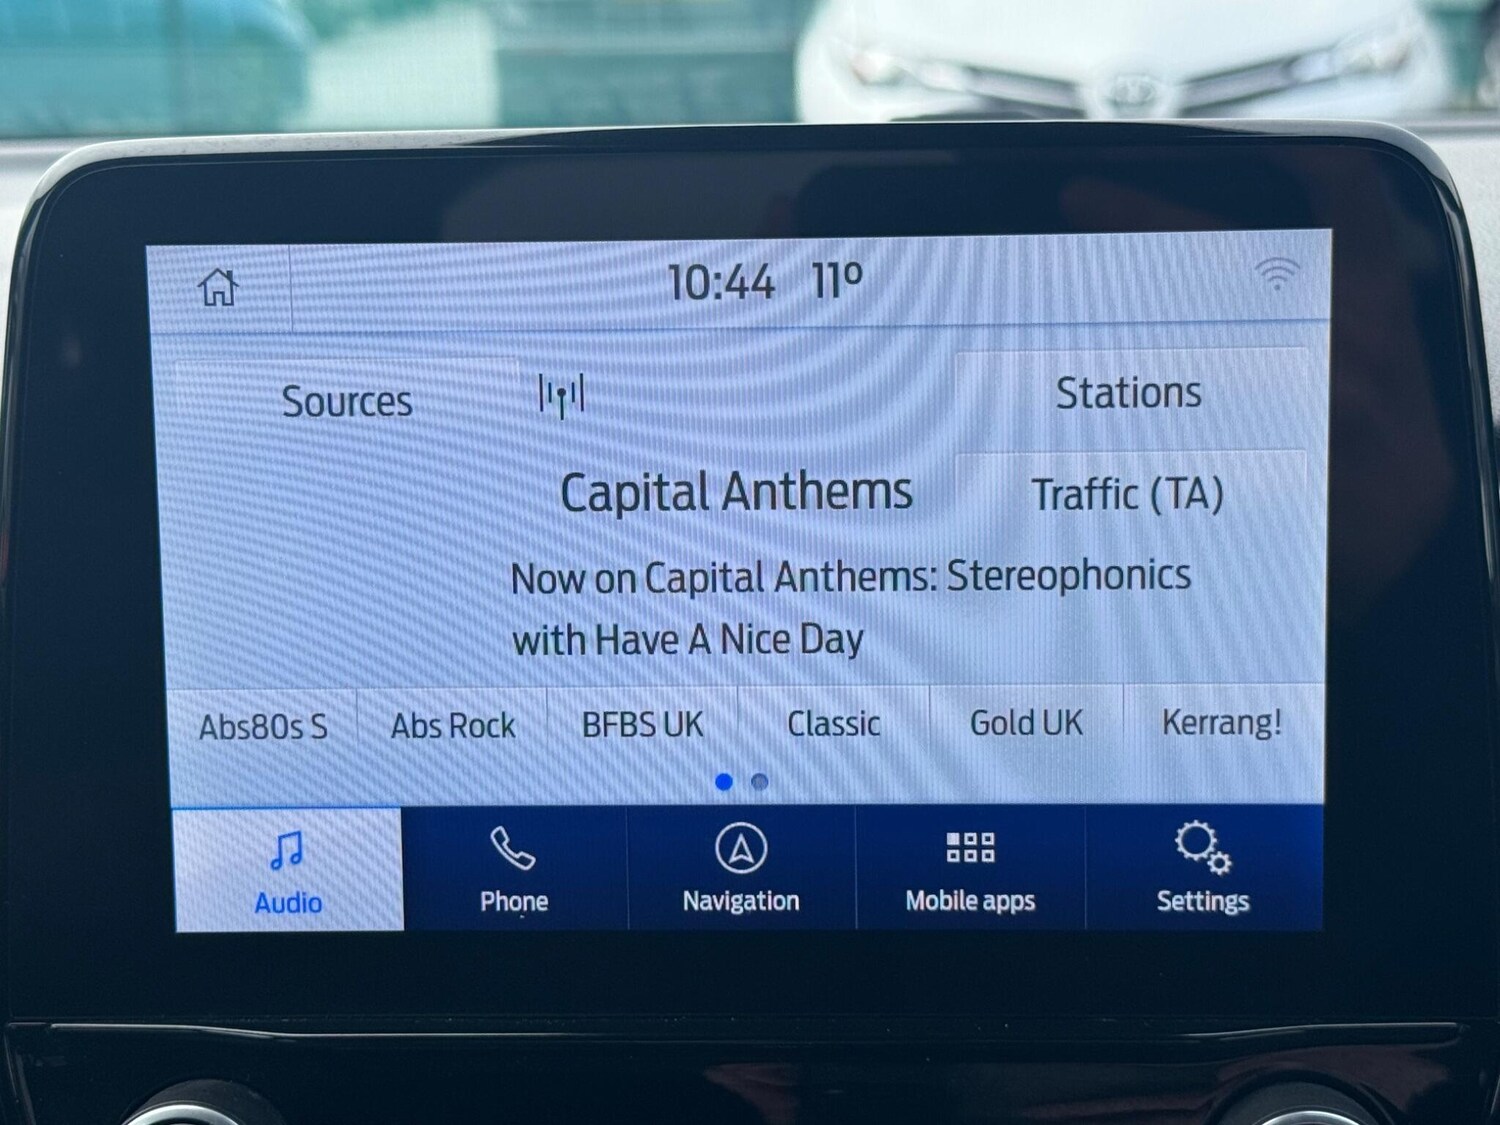 10:44 11º
Sources
Stations
Capital Anthems
Traffic (TA)
Now on Capital Anthems: Stereophonics
with Have A Nice Day
Abs80s S
Abs Rock
BFBS UK
Classic
Gold UK
Kerrang!
Audio
Phone
Navigation
Mobile apps
Settings